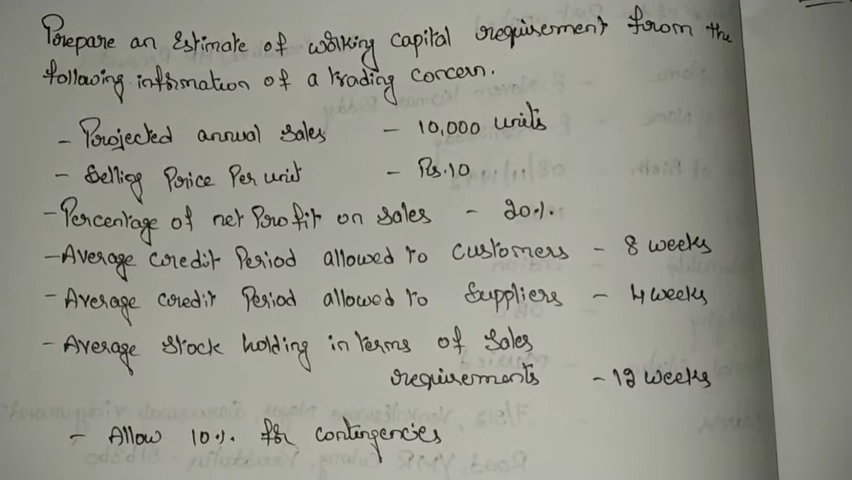 Prepare an Estimate of working capital requirement from the
following information of a trading concern.
- Projected annual Sales - 10,000 units
- Selling Price Per unit - Rs.10
- Percentage of net Profit on Sales - 20%.
- Average credit Period allowed to customers - 8 weeks
- Average credit Period allowed to Suppliers - 4 weeks
- Average Stock holding in terms of Sales
requirements - 12 weeks
- Allow 10%. for contingencies